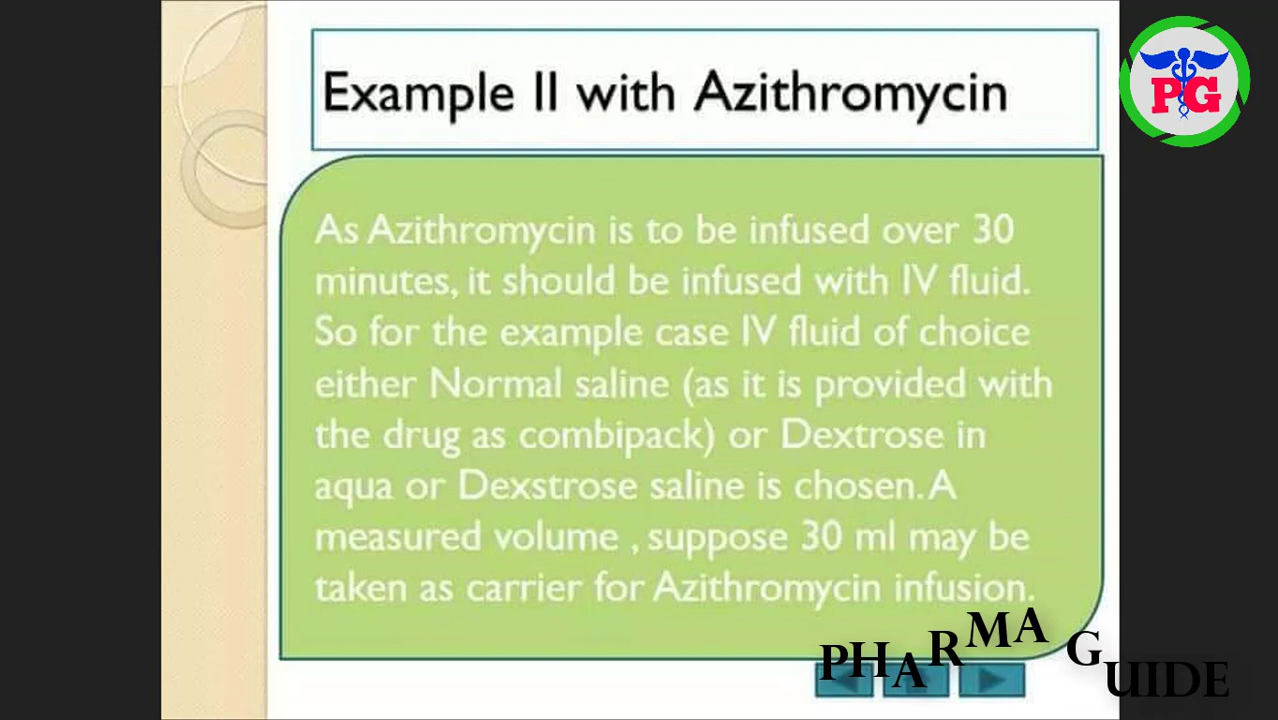 Example II with Azithromycin
PG
As Azithromycin is to be infused over 30
minutes, it should be infused with IV fluid.
So for the example case IV fluid of choice
either Normal saline (as it is provided with
the drug as combipack) or Dextrose in
aqua or Dexstrose saline is chosen. A
measured volume , suppose 30 ml may be
taken as carrier for Azithromycin infusion.
PHARMA GUIDE